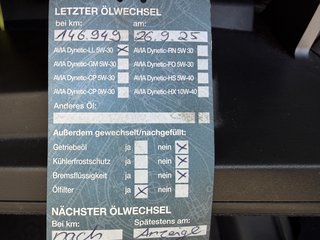 LETZTER ÖLWECHSEL
bei km: am:
146.949 26.9.25
AVIA Dynetic-LL 5W-30 X AVIA Dynetic-RN 5W-30
AVIA Dynetic-GM 5W-30 AVIA Dynetic-FO 5W-30
AVIA Dynetic-CP 5W-30 AVIA Dynetic-HS 5W-40
AVIA Dynetic-CP 0W-30 AVIA Dynetic-HX 10W-40
Anderes Öl:
Außerdem gewechselt/nachgefüllt:
Getriebeöl ja nein X
Kühlerfrostschutz ja nein X
Bremsflüssigkeit ja nein X
Ölfilter ja X nein
NÄCHSTER ÖLWECHSEL
Bei km: Spätestens am:
nach Anzeige